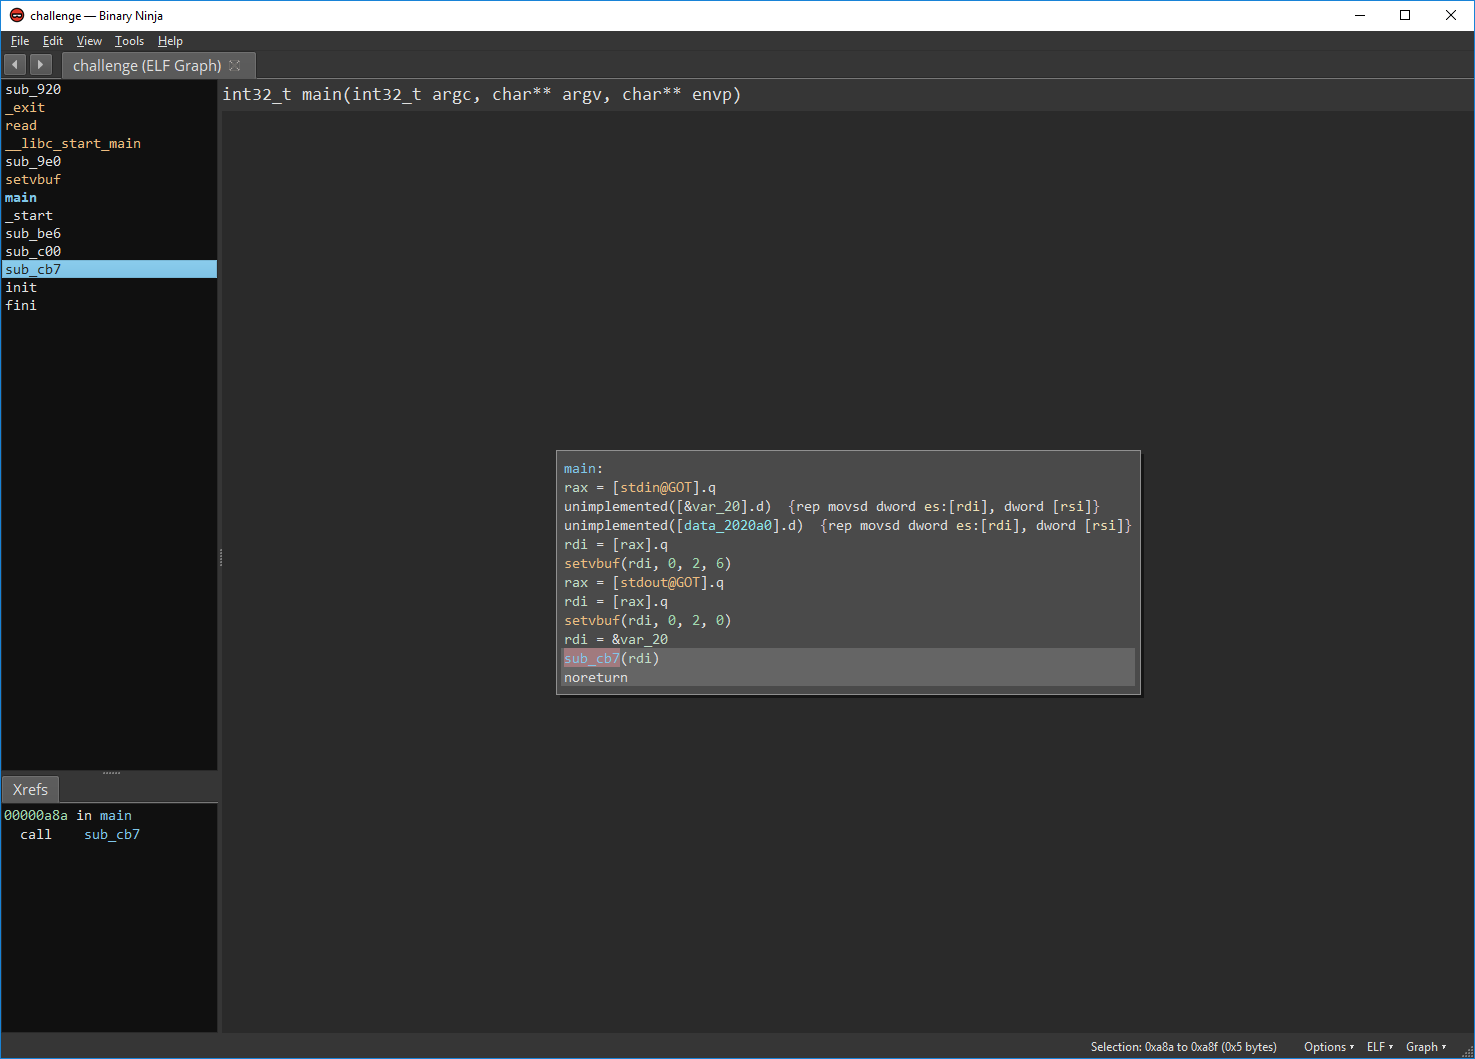 challenge — Binary Ninja
File Edit View Tools Help
challenge (ELF Graph)
sub_920
_exit
read
__libc_start_main
sub_9e0
setvbuf
main
_start
sub_be6
sub_c00
sub_cb7
init
fini
int32_t main(int32_t argc, char** argv, char** envp)
main:
rax = [stdin@GOT].q
unimplemented([&var_20].d)  {rep movsd dword es:[rdi], dword [rsi]}
unimplemented([data_2020a0].d)  {rep movsd dword es:[rdi], dword [rsi]}
rdi = [rax].q
setvbuf(rdi, 0, 2, 6)
rax = [stdout@GOT].q
rdi = [rax].q
setvbuf(rdi, 0, 2, 0)
rdi = &var_20
sub_cb7(rdi)
noreturn
Xrefs
00000a8a in main
call    sub_cb7
Selection: 0xa8a to 0xa8f (0x5 bytes) Options ELF Graph